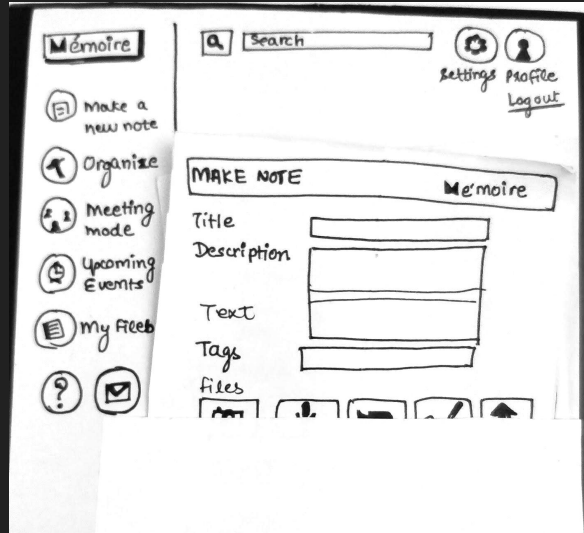 Mémoire
Search
Settings
Profile
Logout
Make a
new note
Organize
Meeting
mode
Upcoming
Events
My Files
?
MAKE NOTE
Mémoire
Title
Description
Text
Tags
files